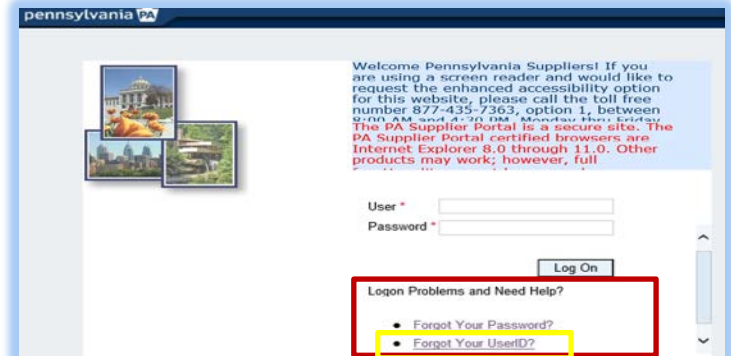 pennsylvania PA
Welcome Pennsylvania Suppliers! If you
are using a screen reader and would like to
request the enhanced accessibility option
for this website, please call the toll free
number 877-435-7363, option 1, between
8:00 AM and 4:30 PM, Monday thru Friday
The PA Supplier Portal is a secure site. The
PA Supplier Portal certified browsers are
Internet Explorer 8.0 through 11.0. Other
products may work; however, full
User *
Password *
Log On
Logon Problems and Need Help?
• Forgot Your Password?
• Forgot Your UserID?